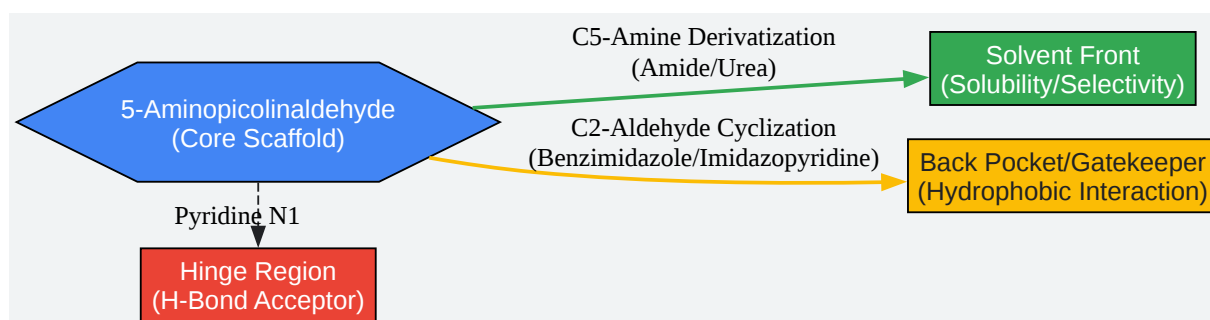 C5-Amine Derivatization
(Amide/Urea)
Solvent Front
(Solubility/Selectivity)
5-Aminopicolinaldehyde
(Core Scaffold)
C2-Aldehyde Cyclization
(Benzimidazole/Imidazopyridine)
Back Pocket/Gatekeeper
(Hydrophobic Interaction)
Pyridine N1
Hinge Region
(H-Bond Acceptor)